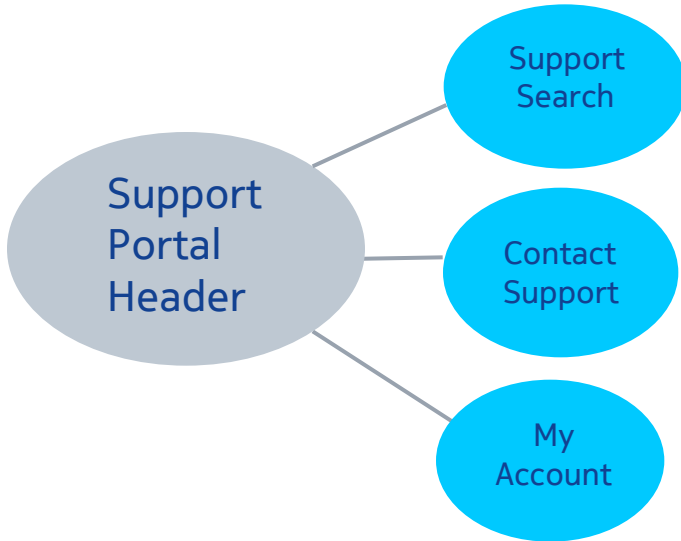 Support
Portal
Header
Support
Search
Contact
Support
My
Account